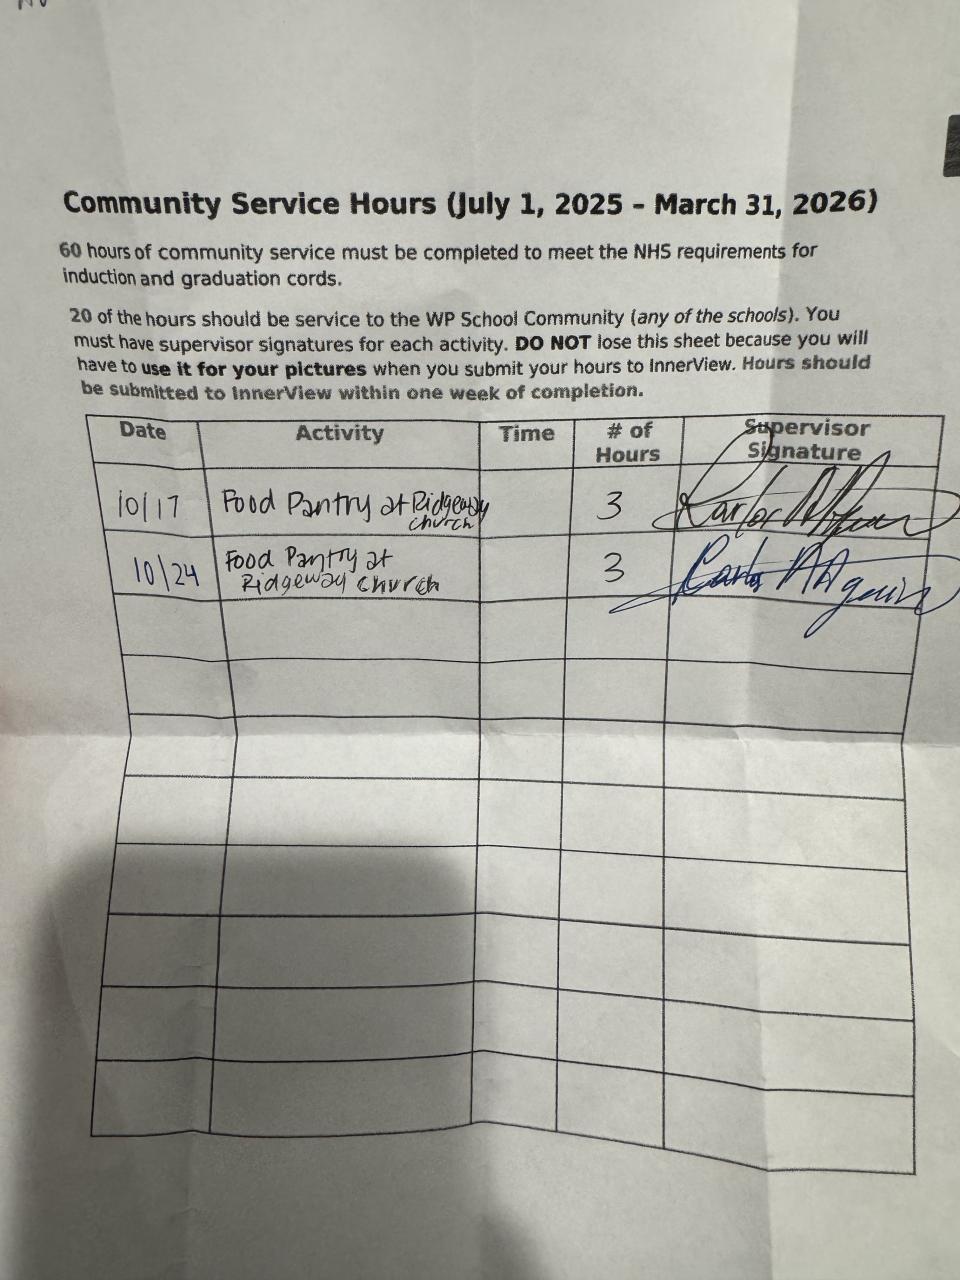 Community Service Hours (July 1, 2025 – March 31, 2026)
60 hours of community service must be completed to meet the NHS requirements for
induction and graduation cords.
20 of the hours should be service to the WP School Community (any of the schools). You
must have supervisor signatures for each activity. DO NOT lose this sheet because you will
have to use it for your pictures when you submit your hours to InnerView. Hours should
be submitted to InnerView within one week of completion.
Date Activity Time # of Hours Supervisor Signature
10/17 Food Pantry at Ridgeway
church 3
10/24 Food Pantry at
Ridgeway Church 3